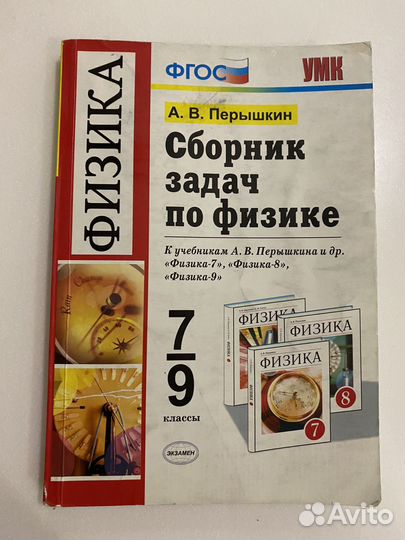 ФИЗИКА
ФГОС
УМК
А. В. Перышкин
Сборник
задач
по физике
К учебникам А. В. Перышкина и др.
«Физика-7», «Физика-8»,
«Физика-9»
7
9
классы
ЭКЗАМЕН
ФИЗИКА
ФИЗИКА
ФИЗИКА
8
7
Avito